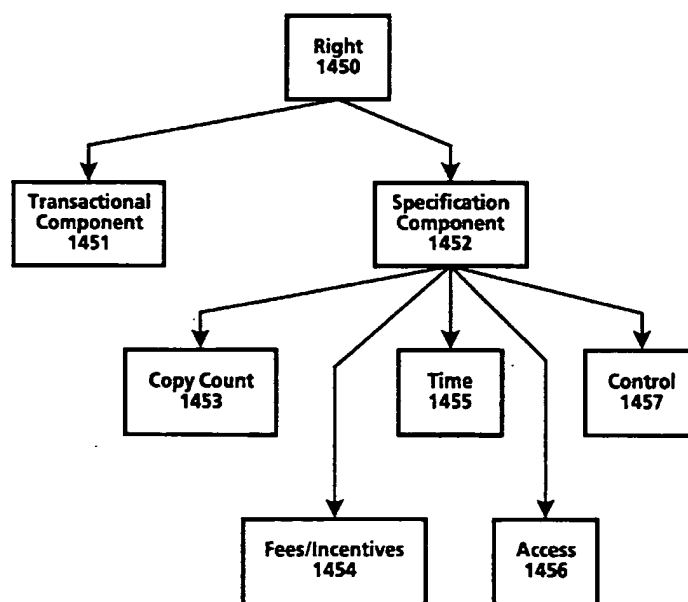 Right
1450
Transactional
Component
1451
Specification
Component
1452
Copy Count
1453
Time
1455
Control
1457
Fees/Incentives
1454
Access
1456